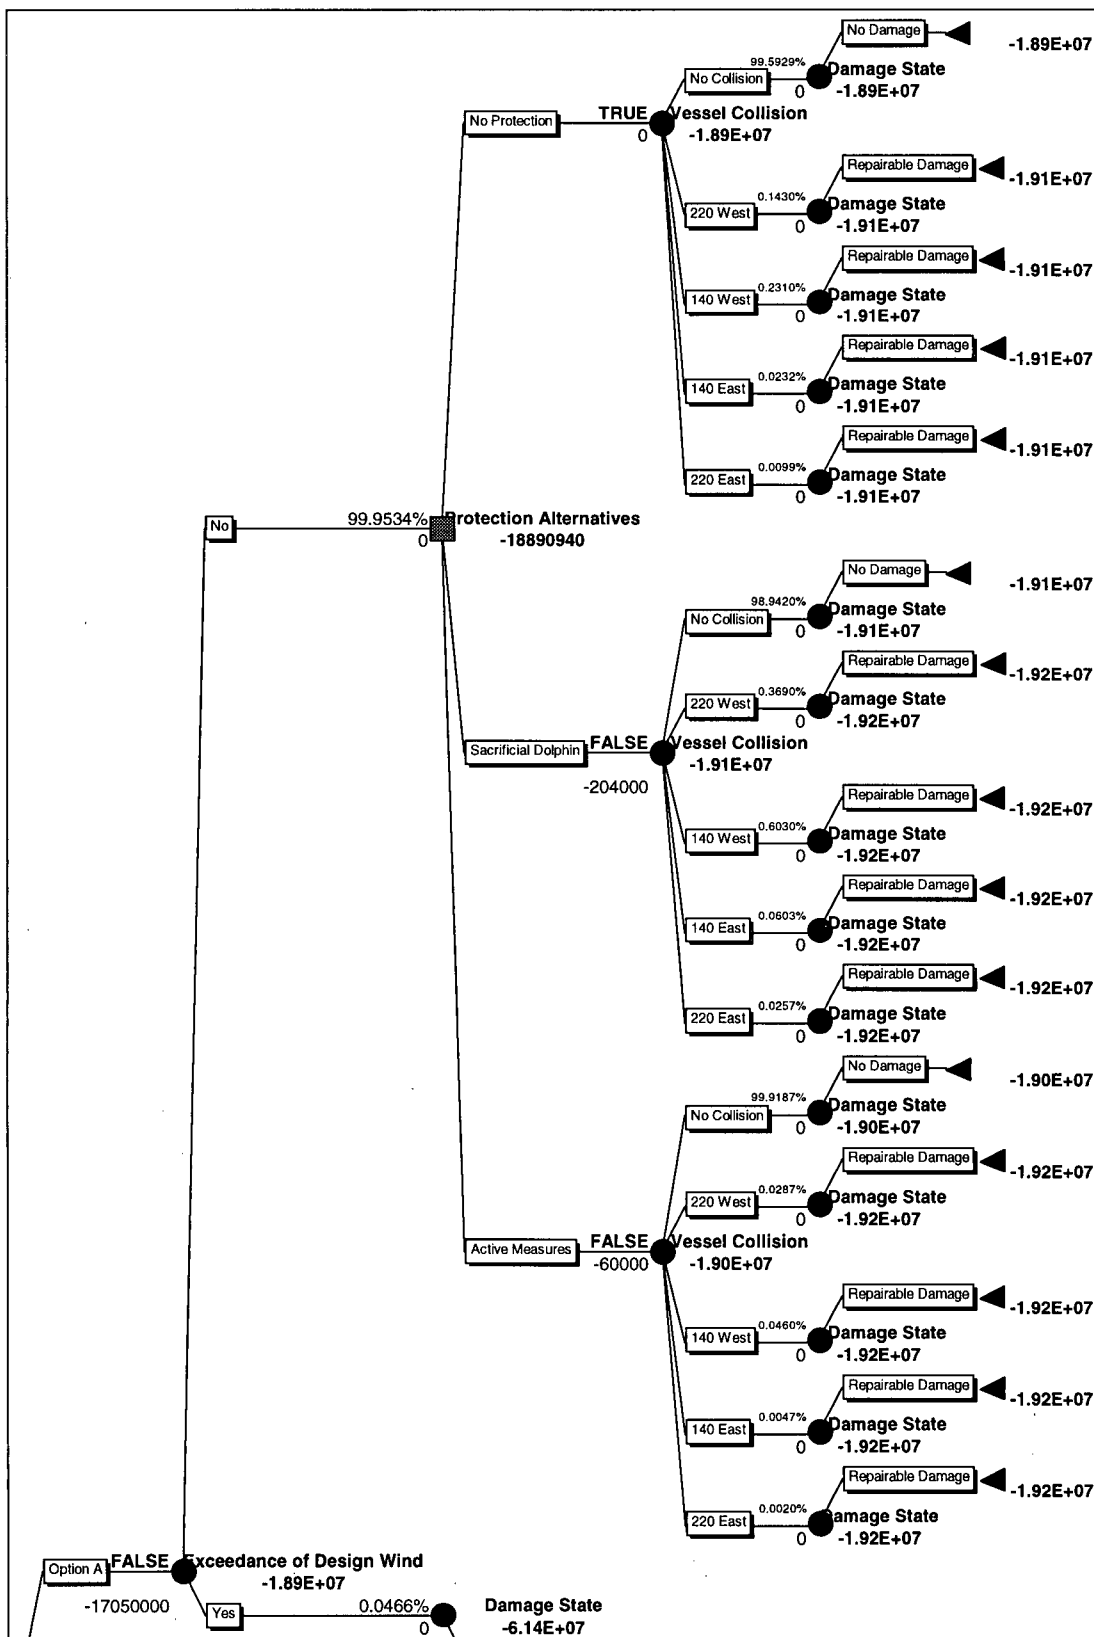 No Damage
-1.89E+07
99.5929%
No Collision
0
Damage State
-1.89E+07
No Protection
TRUE
0
Vessel Collision
-1.89E+07
Repairable Damage
-1.91E+07
0.1430%
220 West
0
Damage State
-1.91E+07
Repairable Damage
-1.91E+07
0.2310%
140 West
0
Damage State
-1.91E+07
Repairable Damage
-1.91E+07
0.0232%
140 East
0
Damage State
-1.91E+07
Repairable Damage
-1.91E+07
0.0099%
220 East
0
Damage State
-1.91E+07
No
99.9534%
0
Protection Alternatives
-18890940
No Damage
-1.91E+07
98.9420%
No Collision
0
Damage State
-1.91E+07
Repairable Damage
-1.92E+07
0.3690%
220 West
0
Damage State
-1.92E+07
Sacrificial Dolphin
FALSE
-204000
Vessel Collision
-1.91E+07
Repairable Damage
-1.92E+07
0.6030%
140 West
0
Damage State
-1.92E+07
Repairable Damage
-1.92E+07
0.0603%
140 East
0
Damage State
-1.92E+07
Repairable Damage
-1.92E+07
0.0257%
220 East
0
Damage State
-1.92E+07
No Damage
-1.90E+07
99.9187%
No Collision
0
Damage State
-1.90E+07
Repairable Damage
-1.92E+07
0.0287%
220 West
0
Damage State
-1.92E+07
Active Measures
FALSE
-60000
Vessel Collision
-1.90E+07
Repairable Damage
-1.92E+07
0.0460%
140 West
0
Damage State
-1.92E+07
Repairable Damage
-1.92E+07
0.0047%
140 East
0
Damage State
-1.92E+07
Repairable Damage
-1.92E+07
0.0020%
220 East
0
Damage State
-1.92E+07
Option A
FALSE
-17050000
Exceedance of Design Wind
-1.89E+07
Yes
0.0466%
0
Damage State
-6.14E+07